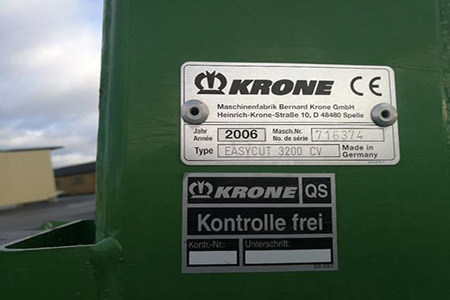 KRONE CE
Maschinenfabrik Bernard Krone GmbH
Heinrich-Krone-Straße 10, D 48480 Spelle
Jahr Année 2006 Masch.Nr. No. de série 716374
Type EASYCUT 3200 CV Made in Germany
KRONE QS
Kontrolle frei
Kontr.-Nr.: Unterschrift: